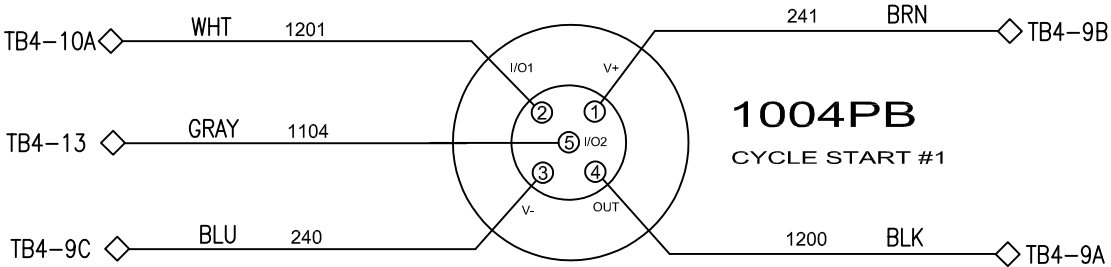 WHT 1201 241 BRN
TB4-10A TB4-9B
I/O1 V+
2 1
1004PB
GRAY 1104
TB4-13 5 I/O2
CYCLE START #1
3 4
V- OUT
BLU 240 1200 BLK
TB4-9C TB4-9A